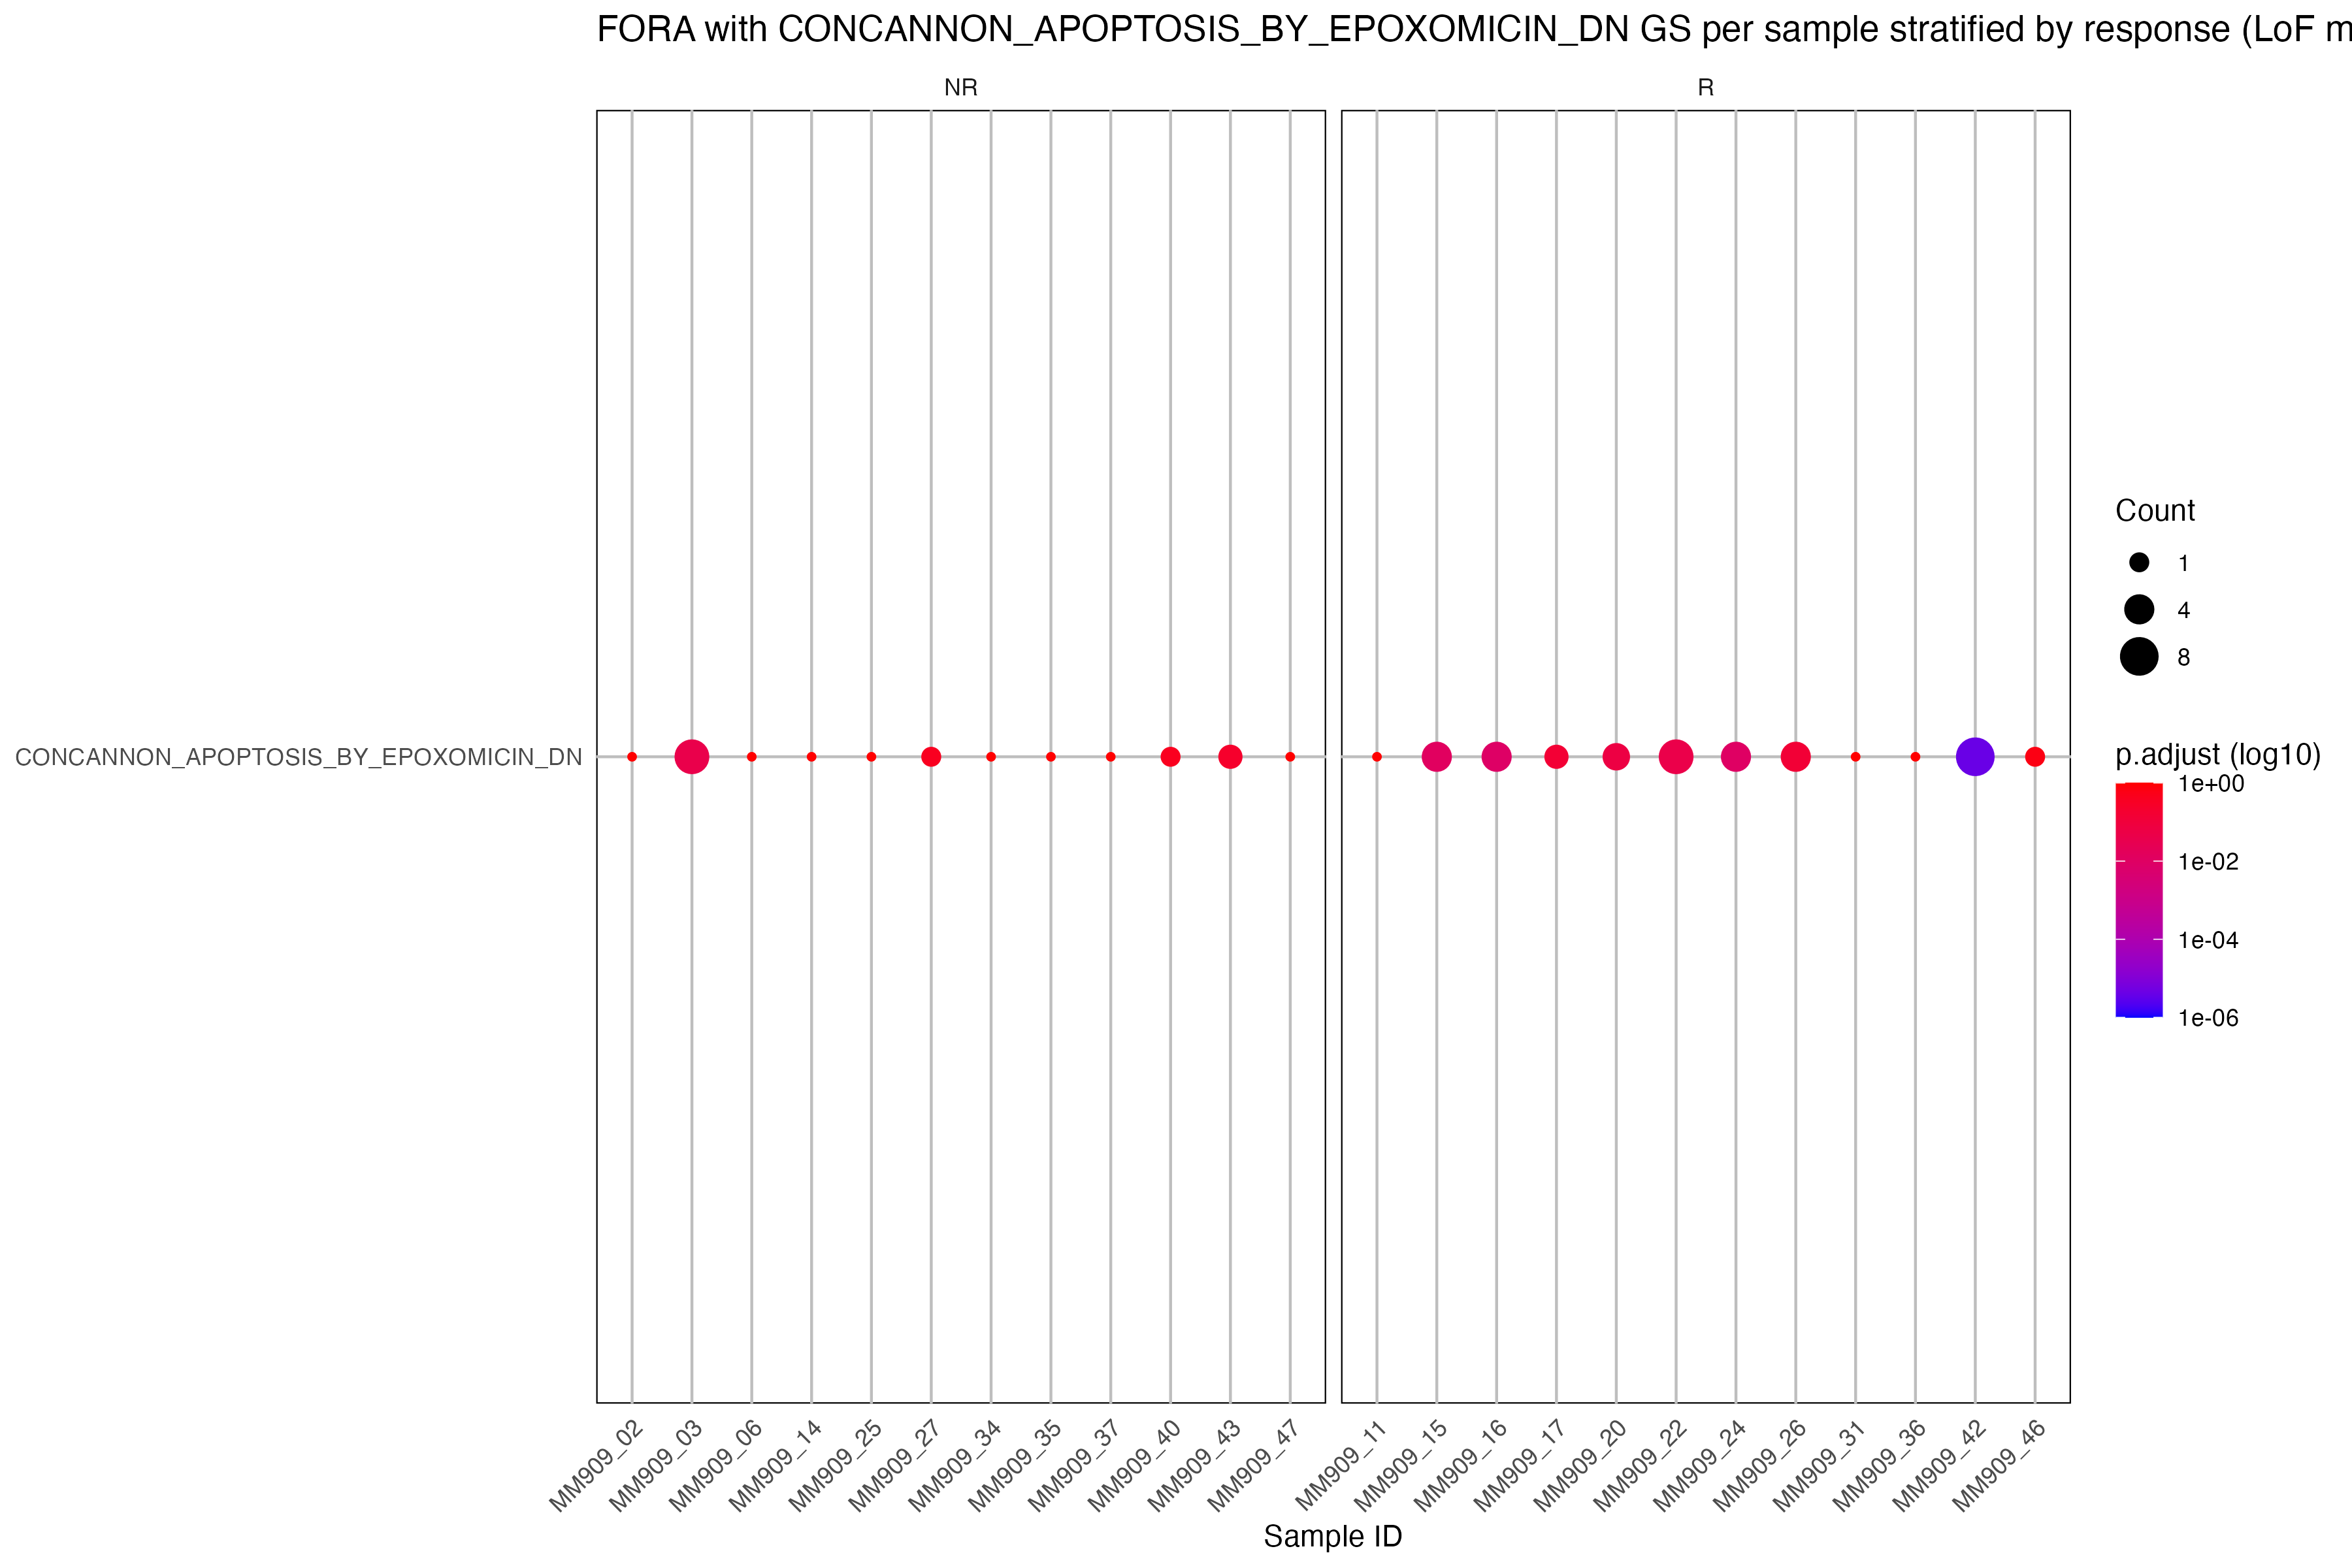 FORA with CONCANNON_APOPTOSIS_BY_EPOXOMICIN_DN GS per sample stratified by response (LoF m
NR
R
CONCANNON_APOPTOSIS_BY_EPOXOMICIN_DN
Count
1
4
8
p.adjust (log10)
1e+00
1e-02
1e-04
1e-06
MM909_02
MM909_03
MM909_06
MM909_14
MM909_25
MM909_27
MM909_34
MM909_35
MM909_37
MM909_40
MM909_43
MM909_47
MM909_11
MM909_15
MM909_16
MM909_17
MM909_20
MM909_22
MM909_24
MM909_26
MM909_31
MM909_36
MM909_42
MM909_46
Sample ID